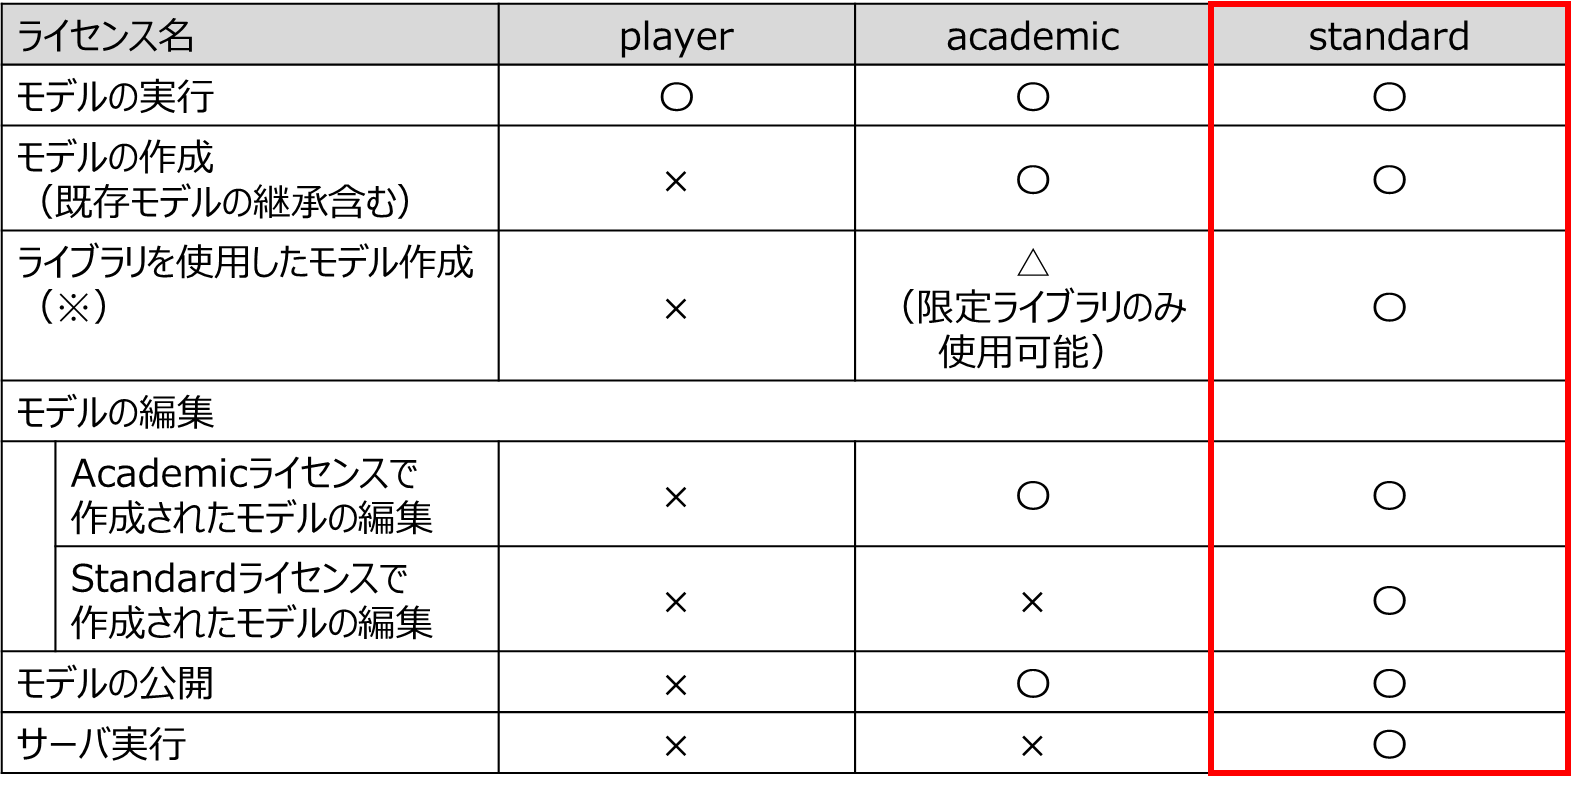 ライセンス名 player academic standard
モデルの実行 〇 〇 〇
モデルの作成
（既存モデルの継承含む） × 〇 〇
ライブラリを使用したモデル作成
（※） × △ 〇
（限定ライブラリのみ
使用可能）
モデルの編集
Academicライセンスで
作成されたモデルの編集 × 〇 〇
Standardライセンスで
作成されたモデルの編集 × × 〇
モデルの公開 × 〇 〇
サーバ実行 × × 〇